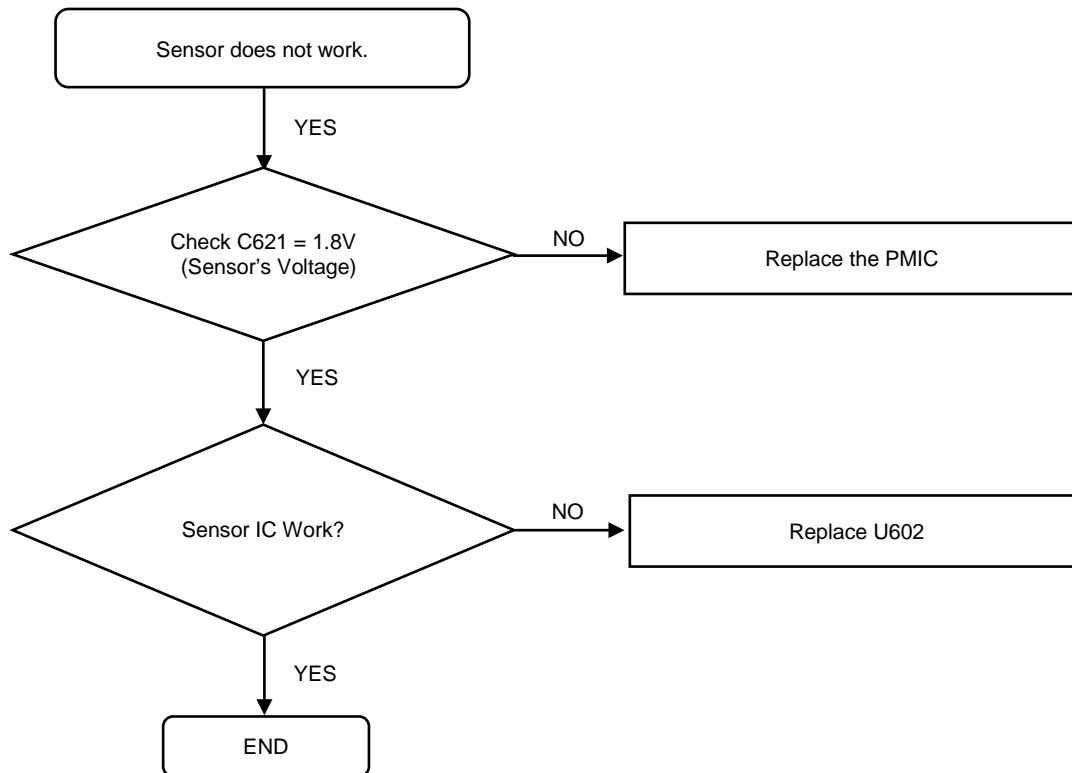 Sensor does not work.
YES
Check C621 = 1.8V
(Sensor's Voltage)
NO
Replace the PMIC
YES
Sensor IC Work?
NO
Replace U602
YES
END